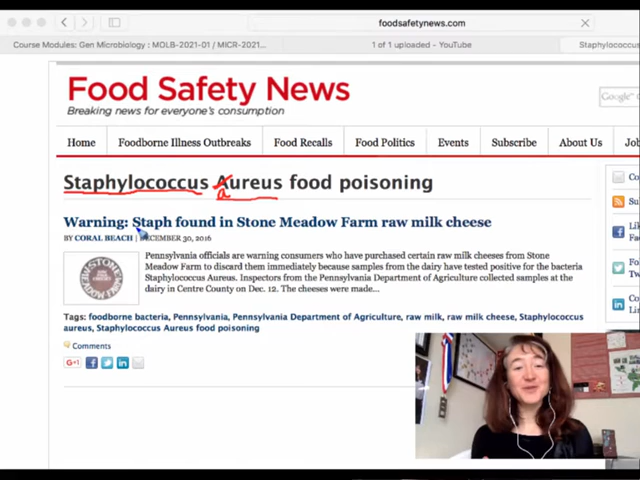 foodsafetynews.com
Course Modules: Gen Microbiology : MOLB-2021-01 / MICR-2021...
1 of 1 uploaded - YouTube
Staphylococcus
Food Safety News
Breaking news for everyone's consumption
Google
Home Foodborne Illness Outbreaks Food Recalls Food Politics Events Subscribe About Us
Staphylococcus Aureus food poisoning
a
Warning: Staph found in Stone Meadow Farm raw milk cheese
BY CORAL BEACH | DECEMBER 30, 2016
Pennsylvania officials are warning consumers who have purchased certain raw milk cheeses from Stone
Meadow Farm to discard them immediately because samples from the dairy have tested positive for the bacteria
Staphylococcus Aureus. Inspectors from the Pennsylvania Department of Agriculture collected samples at the
dairy in Centre County on Dec. 12. The cheeses were made...
STONE
MEADOW FARM
Tags: foodborne bacteria, Pennsylvania, Pennsylvania Department of Agriculture, raw milk, raw milk cheese, Staphylococcus
aureus, Staphylococcus Aureus food poisoning
Comments
G+1